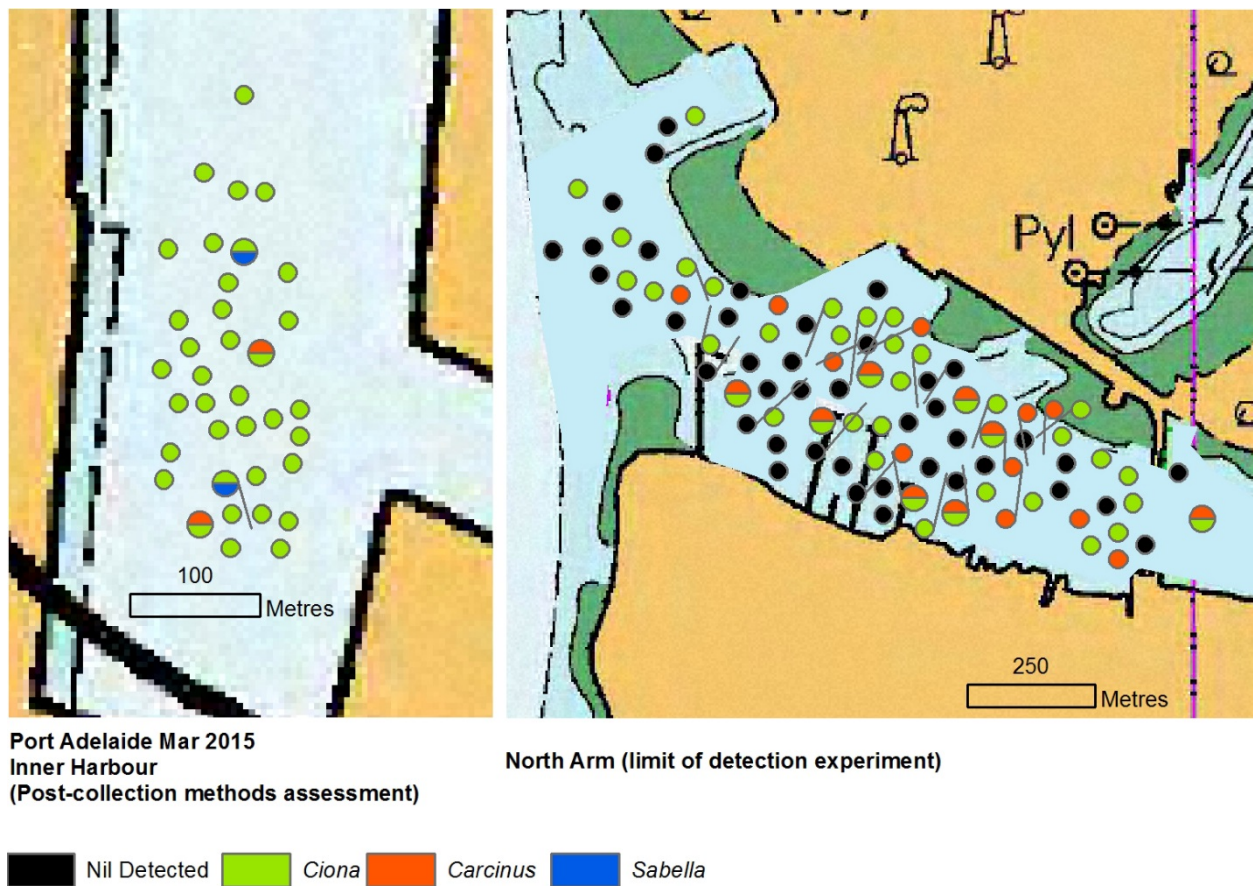 Pyl
100
Metres
250
Metres
Port Adelaide Mar 2015
Inner Harbour
(Post-collection methods assessment)
North Arm (limit of detection experiment)
Nil Detected Ciona Carcinus Sabella